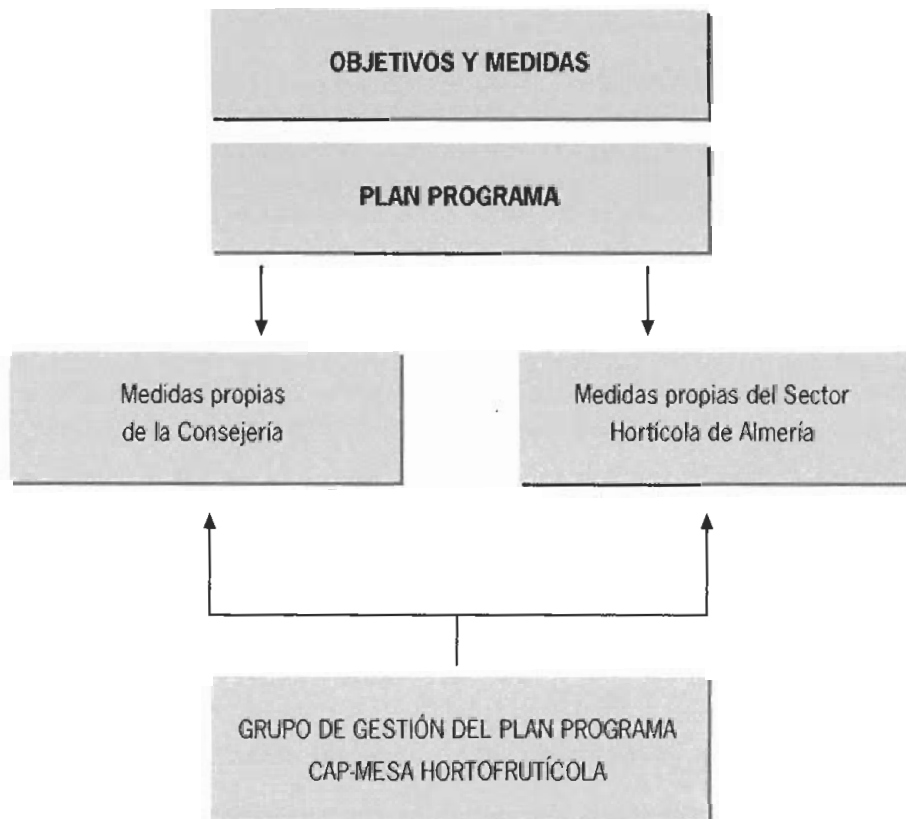 OBJETIVOS Y MEDIDAS
PLAN PROGRAMA
Medidas propias
de la Consejería
Medidas propias del Sector
Hortícola de Almería
GRUPO DE GESTIÓN DEL PLAN PROGRAMA
CAP-MESA HORTOFRUTÍCOLA